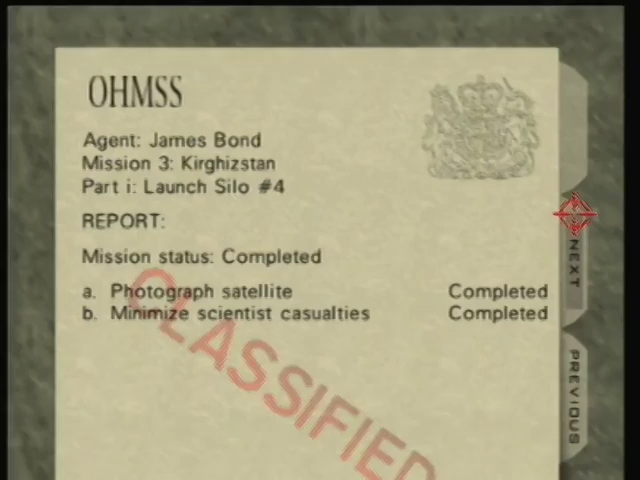 OHMSS
Agent: James Bond
Mission 3: Kirghizstan
Part i: Launch Silo #4
REPORT:
Mission status: Completed
a. Photograph satellite Completed
b. Minimize scientist casualties Completed
CLASSIFIED
NEXT
PREVIOUS